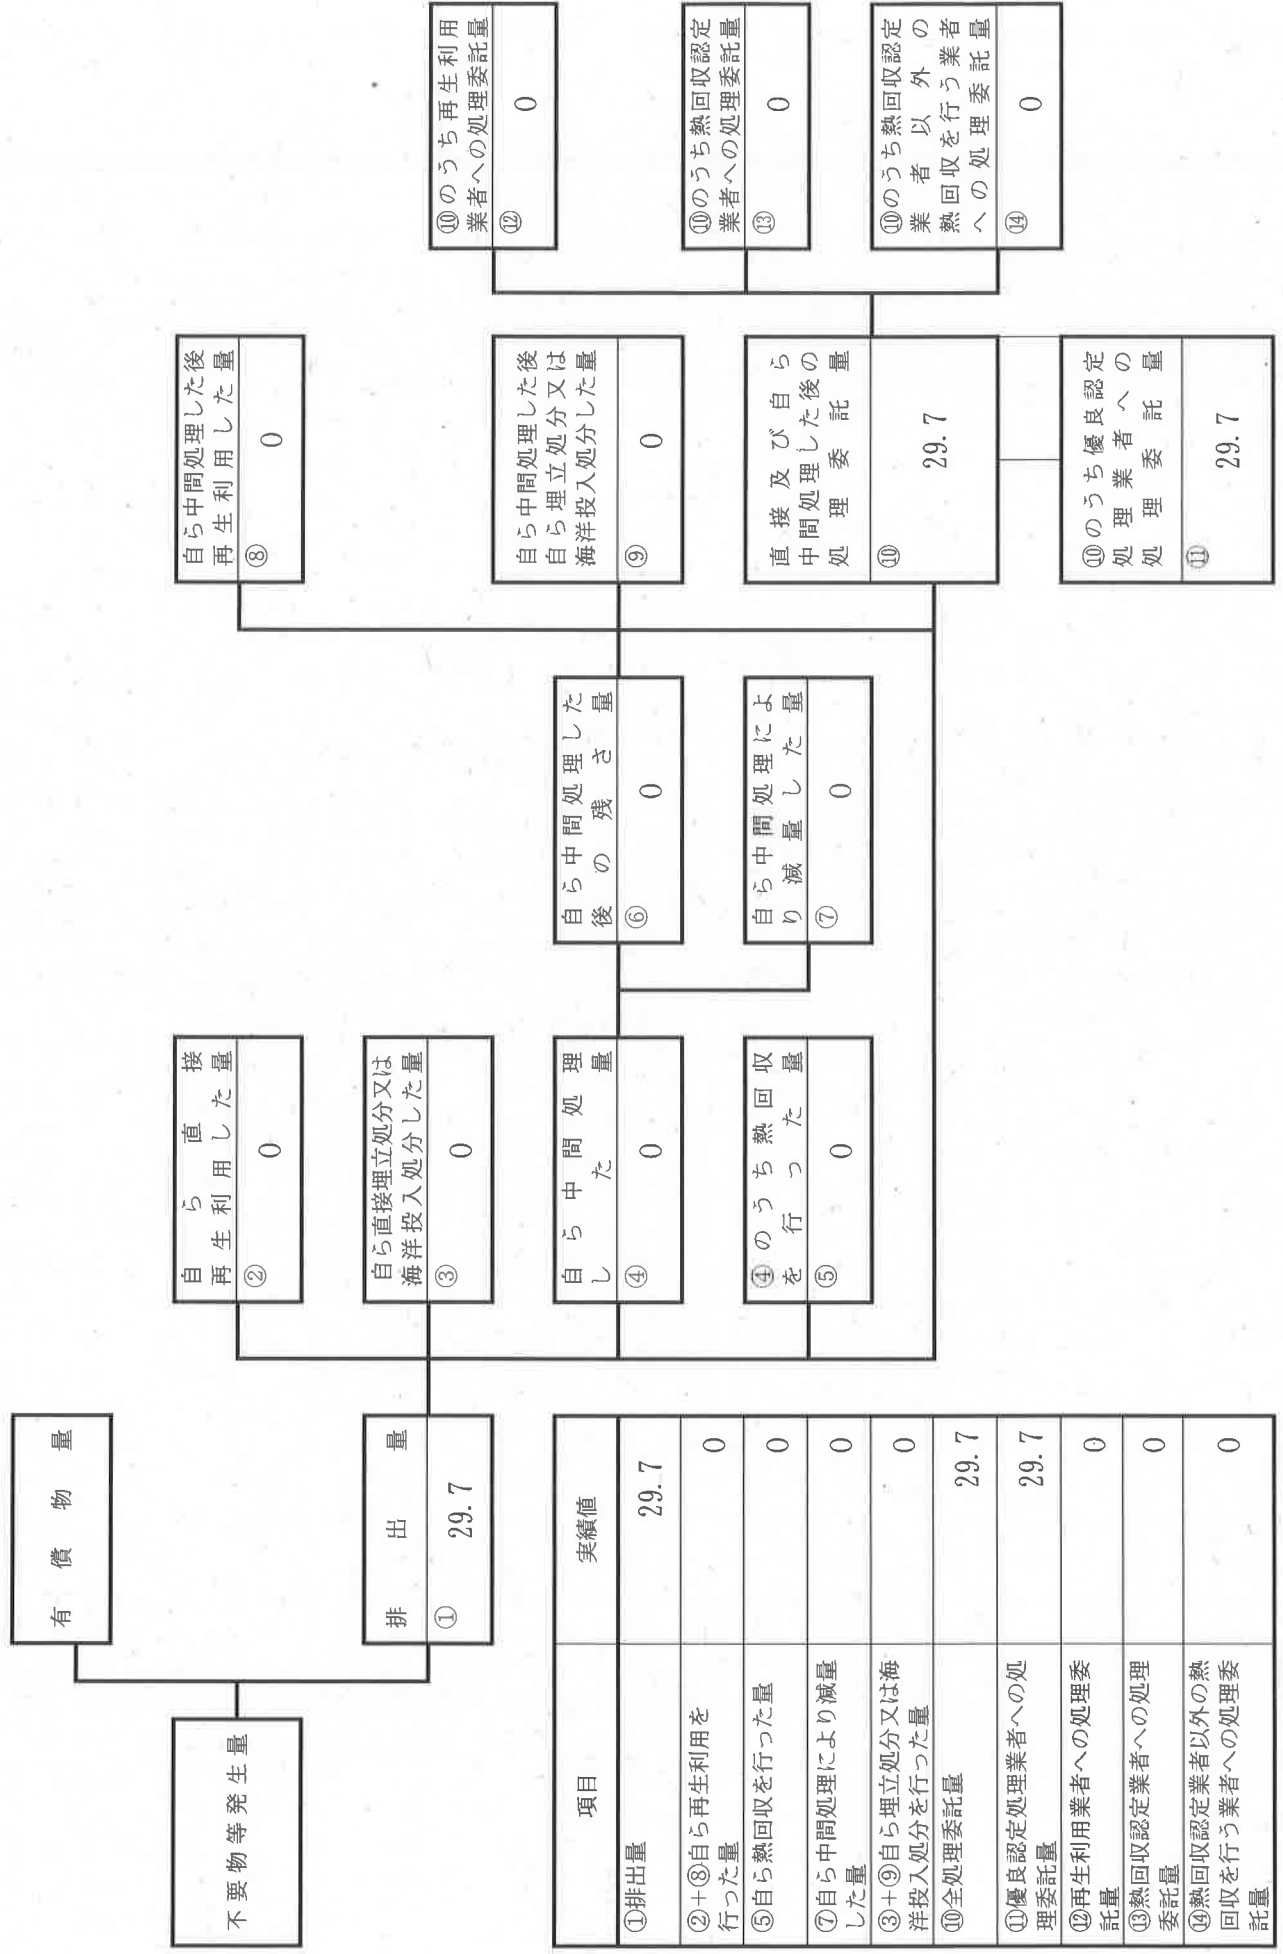 不要物等発生量
有償物量
排出量
①
29.7
自ら直接
再生利用した量
②
0
自ら直接埋立処分又は
海洋投入処分した量
③
0
自ら中間処理
した量
④
0
④のうち熱回収
を行った量
⑤
0
自ら中間処理した
後の残さ量
⑥
0
自ら中間処理によ
り減量した量
⑦
0
自ら中間処理した後
再生利用した量
⑧
0
自ら中間処理した後
自ら埋立処分又は
海洋投入処分した量
⑨
0
直接及び自ら
中間処理した後の
処理委託量
⑩
29.7
⑩のうち優良認定
処理業者への
処理委託量
⑪
29.7
⑩のうち再生利用
業者への処理委託量
⑫
0
⑩のうち熱回収認定
業者への処理委託量
⑬
0
⑩のうち熱回収認定
業者以外の
熱回収を行う業者
への処理委託量
⑭
0
項目 実績値
①排出量 29.7
②+⑧自ら再生利用を
行った量 0
⑤自ら熱回収を行った量 0
⑦自ら中間処理により減量
した量 0
③+⑨自ら埋立処分又は海
洋投入処分を行った量 0
⑩全処理委託量 29.7
⑪優良認定処理業者への処
理委託量 29.7
⑫再生利用業者への処理委
託量 0
⑬熱回収認定業者への処理
委託量 0
⑭熱回収認定業者以外の熱
回収を行う業者への処理委
託量 0